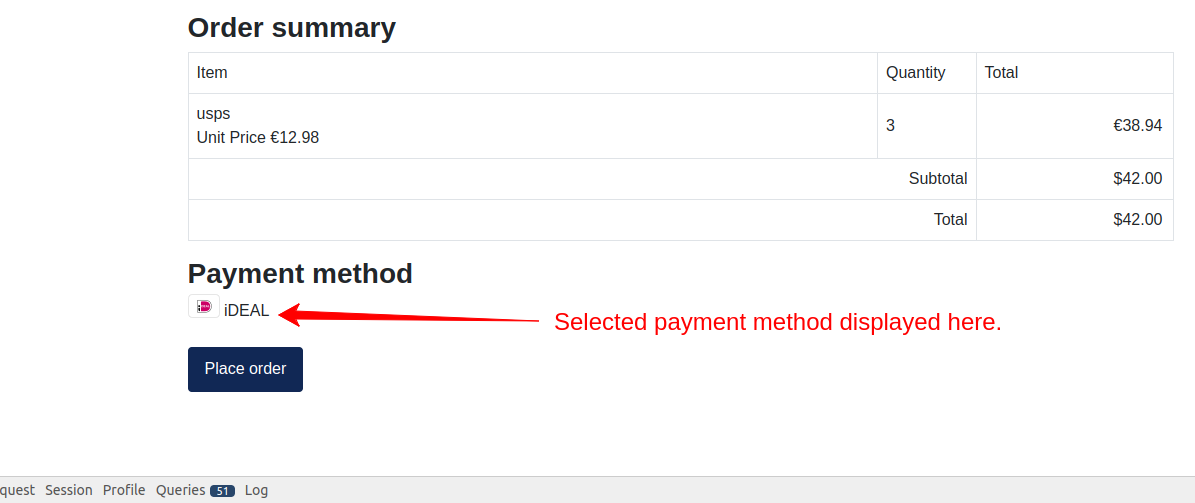 Order summary
Item Quantity Total
usps
Unit Price €12.98
3 €38.94
Subtotal $42.00
Total $42.00
Payment method
iDEAL
Selected payment method displayed here.
Place order
quest Session Profile Queries 51 Log